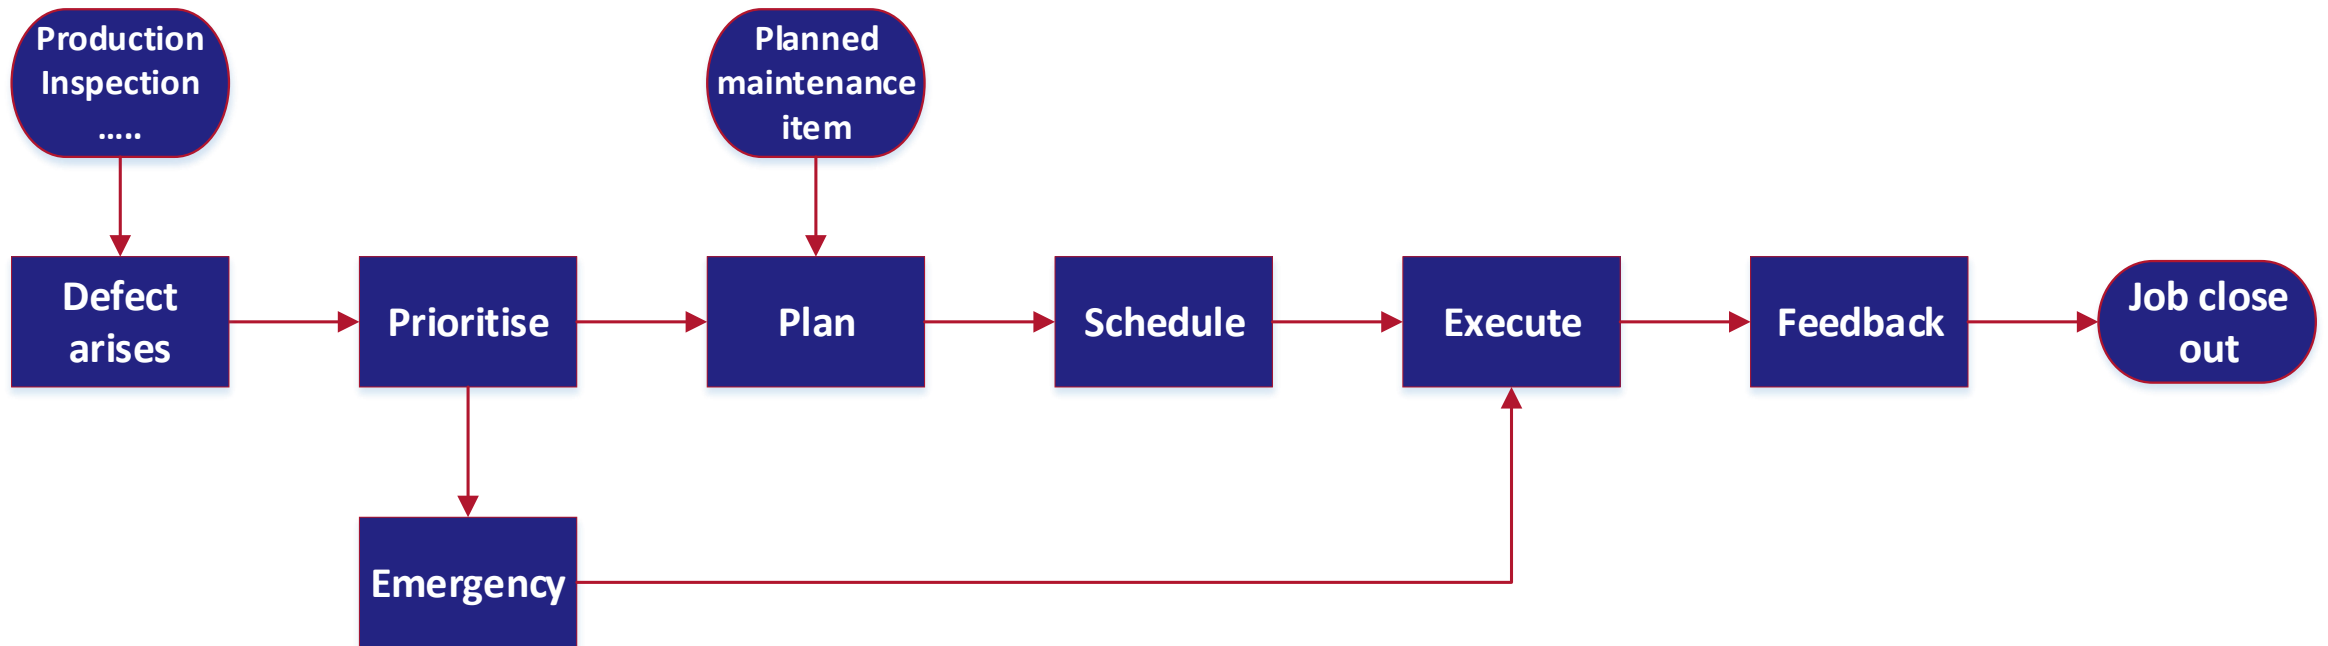 Production
Inspection
.....
Planned
maintenance
item
Defect
arises
Prioritise
Plan
Schedule
Execute
Feedback
Job close
out
Emergency